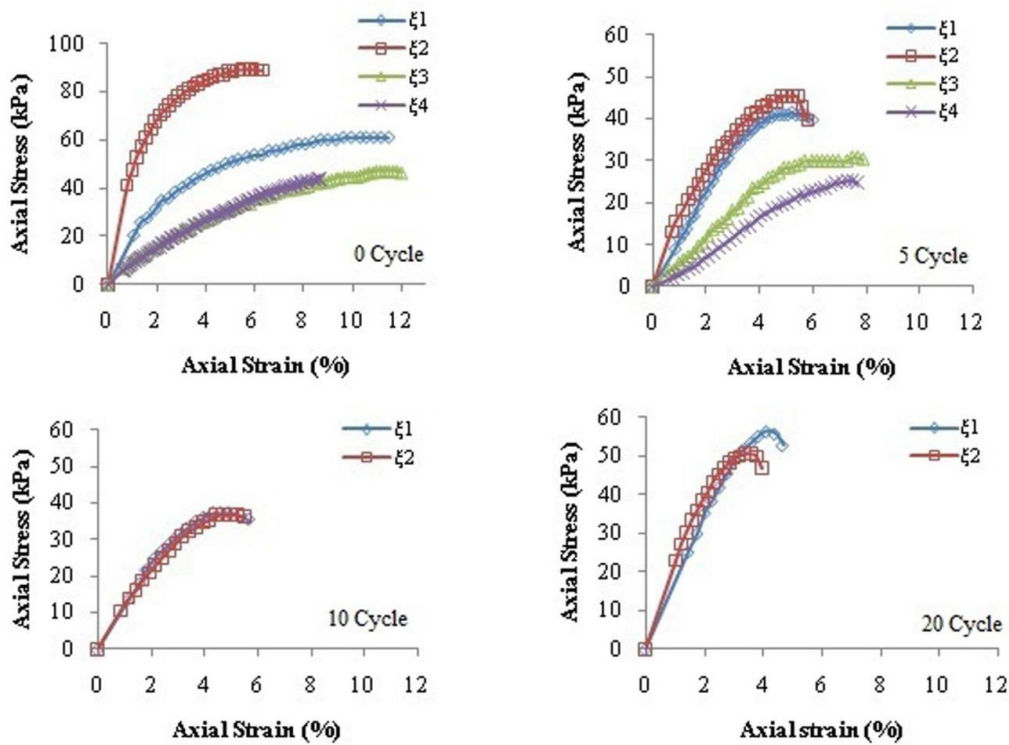 Axial Stress (kPa)
100
80
60
40
20
0
0 2 4 6 8 10 12
Axial Strain (%)
ξ1
ξ2
ξ3
ξ4
0 Cycle
Axial Stress (kPa)
60
50
40
30
20
10
0
0 2 4 6 8 10 12
Axial Strain (%)
ξ1
ξ2
ξ3
ξ4
5 Cycle
Axial Stress (kPa)
60
50
40
30
20
10
0
0 2 4 6 8 10 12
Axial Strain (%)
ξ1
ξ2
10 Cycle
Axial Stress (kPa)
60
50
40
30
20
10
0
0 2 4 6 8 10 12
Axial strain (%)
ξ1
ξ2
20 Cycle